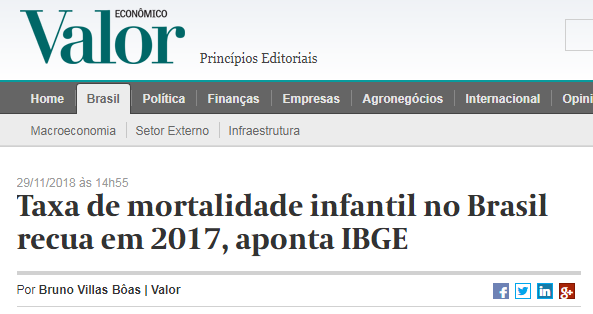 ECONÔMICO
Valor
Princípios Editoriais
Home Brasil Política Finanças Empresas Agronegócios Internacional Opini
Macroeconomia Setor Externo Infraestrutura
29/11/2018 às 14h55
Taxa de mortalidade infantil no Brasil
recua em 2017, aponta IBGE
Por Bruno Villas Bôas | Valor